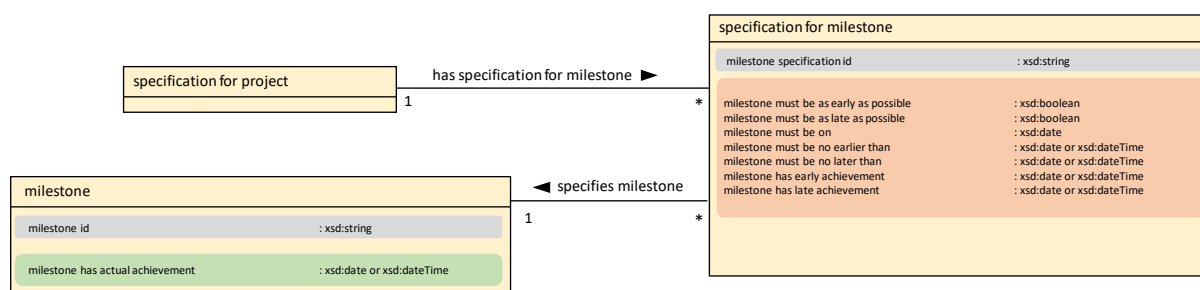 specification for milestone
milestone specification id : xsd:string
specification for project
has specification for milestone ►
1 *
milestone must be as early as possible : xsd:boolean
milestone must be as late as possible : xsd:boolean
milestone must be on : xsd:date
milestone must be no earlier than : xsd:date or xsd:dateTime
milestone must be no later than : xsd:date or xsd:dateTime
milestone has early achievement : xsd:date or xsd:dateTime
milestone has late achievement : xsd:date or xsd:dateTime
milestone
◄ specifies milestone
1 *
milestone id : xsd:string
milestone has actual achievement : xsd:date or xsd:dateTime